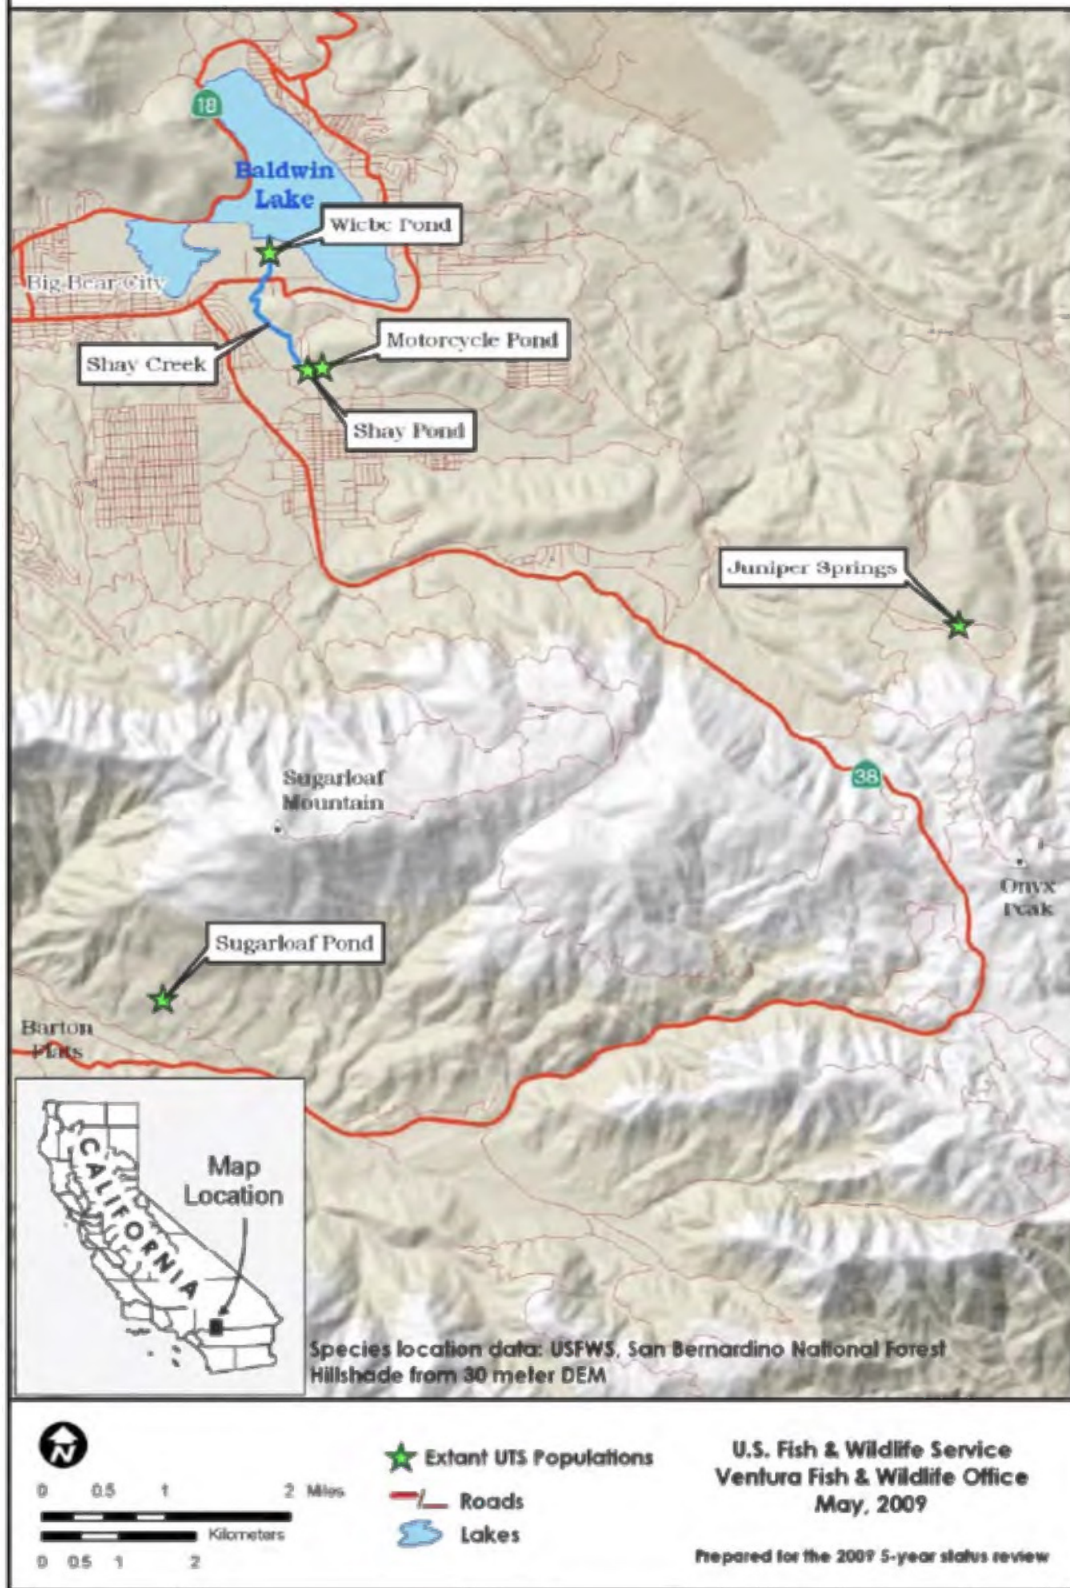 18
Baldwin
Lake
Wiebe Pond
Big Bear City
Shay Creek
Motorcycle Pond
Shay Pond
Juniper Springs
Sugarloaf
Mountain
38
Onyx
Peak
Sugarloaf Pond
Barton
Flats
CALIFORNIA
Map
Location
Species location data: USFWS, San Bernardino National Forest
Hillshade from 30 meter DEM
N
0 0.5 1 2 Miles
Kilometers
0 0.5 1 2
Extant UTS Populations
Roads
Lakes
U.S. Fish & Wildlife Service
Ventura Fish & Wildlife Office
May, 2009
Prepared for the 2009 5-year status review